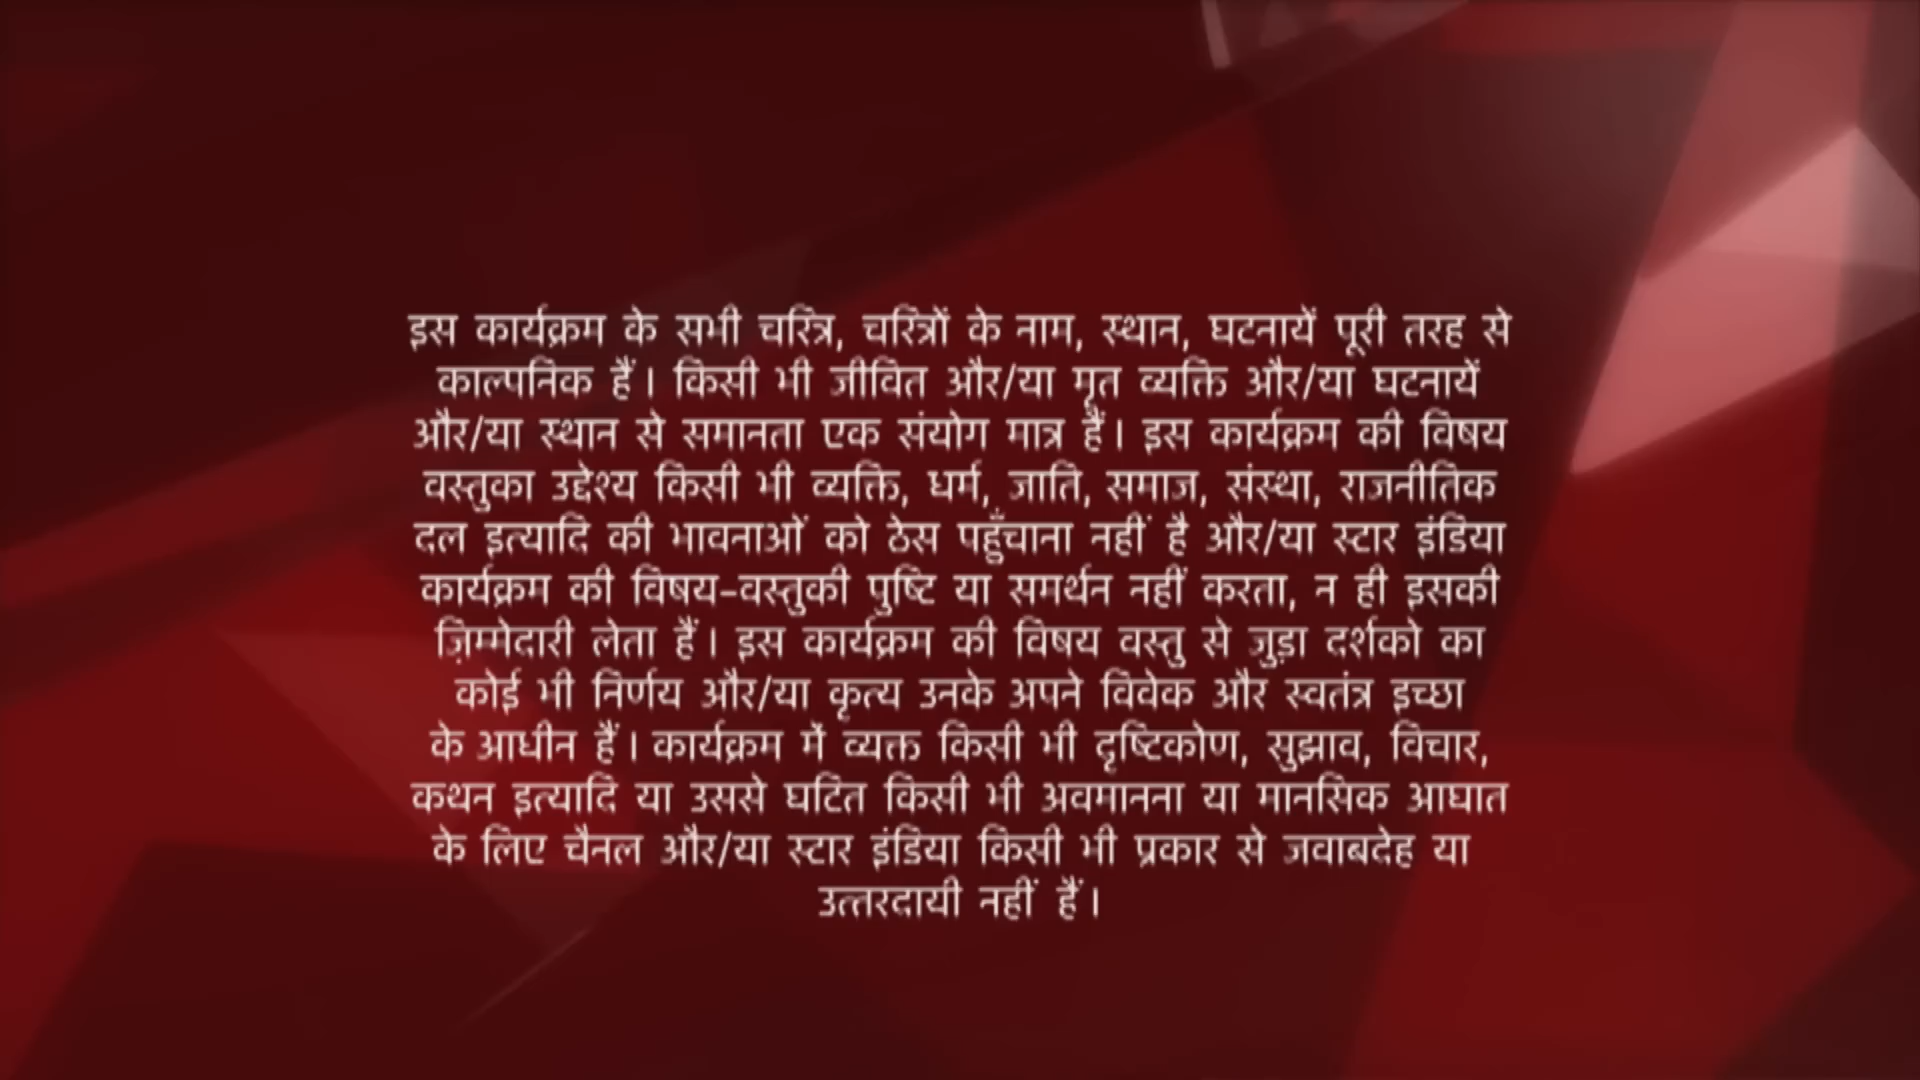 इस कार्यक्रम के सभी चरित्र, चरित्रों के नाम, स्थान, घटनायें पूरी तरह से
काल्पनिक हैं। किसी भी जीवित और/या मृत व्यक्ति और/या घटनायें
और/या स्थान से समानता एक संयोग मात्र हैं। इस कार्यक्रम की विषय
वस्तुका उद्देश्य किसी भी व्यक्ति, धर्म, जाति, समाज, संस्था, राजनीतिक
दल इत्यादि की भावनाओं को ठेस पहुँचाना नहीं है और/या स्टार इंडिया
कार्यक्रम की विषय-वस्तुकी पुष्टि या समर्थन नहीं करता, न ही इसकी
ज़िम्मेदारी लेता हैं। इस कार्यक्रम की विषय वस्तु से जुड़ा दर्शको का
कोई भी निर्णय और/या कृत्य उनके अपने विवेक और स्वतंत्र इच्छा
के आधीन हैं। कार्यक्रम में व्यक्त किसी भी दृष्टिकोण, सुझाव, विचार,
कथन इत्यादि या उससे घटित किसी भी अवमानना या मानसिक आघात
के लिए चैनल और/या स्टार इंडिया किसी भी प्रकार से जवाबदेह या
उत्तरदायी नहीं हैं।